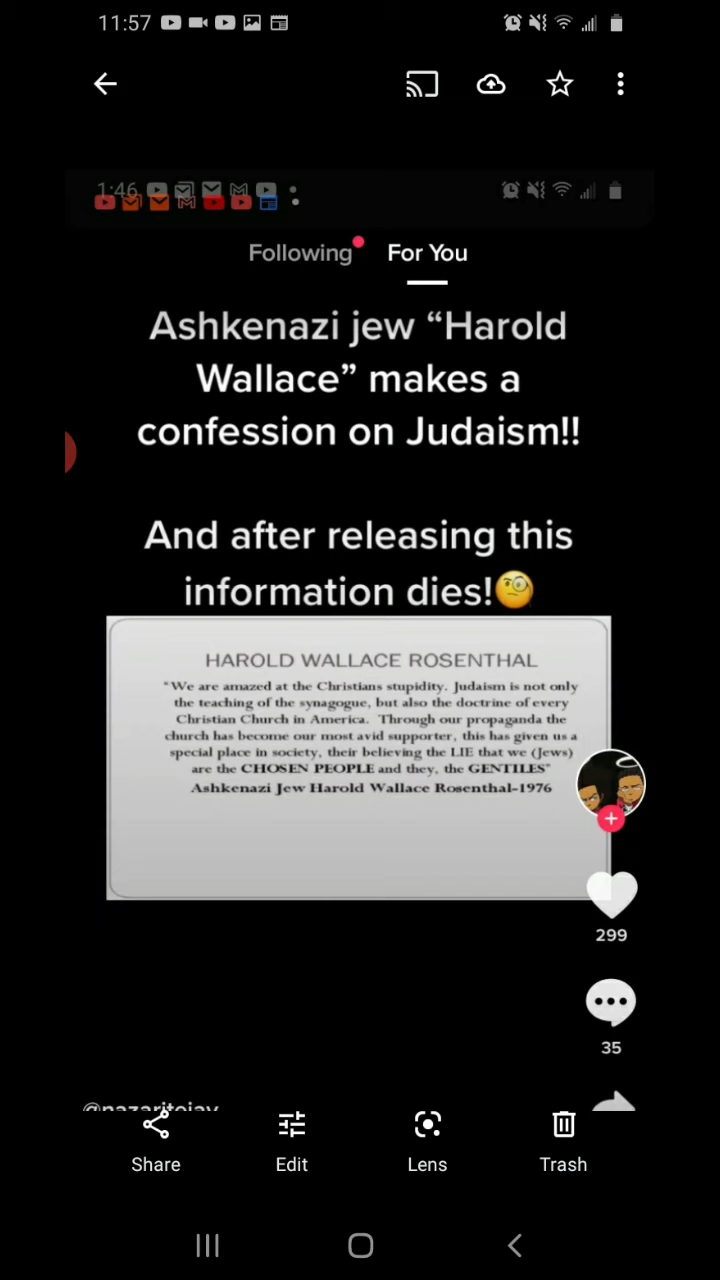 11:57
1:46
Following
For You
Ashkenazi jew “Harold
Wallace” makes a
confession on Judaism!!
And after releasing this
information dies!🧐
HAROLD WALLACE ROSENTHAL
"We are amazed at the Christians stupidity. Judaism is not only
the teaching of the synagogue, but also the doctrine of every
Christian Church in America. Through our propaganda the
church has become our most avid supporter, this has given us a
special place in society, their believing the LIE that we (Jews)
are the CHOSEN PEOPLE and they, the GENTILES"
Ashkenazi Jew Harold Wallace Rosenthal-1976
299
35
Share
Edit
Lens
Trash